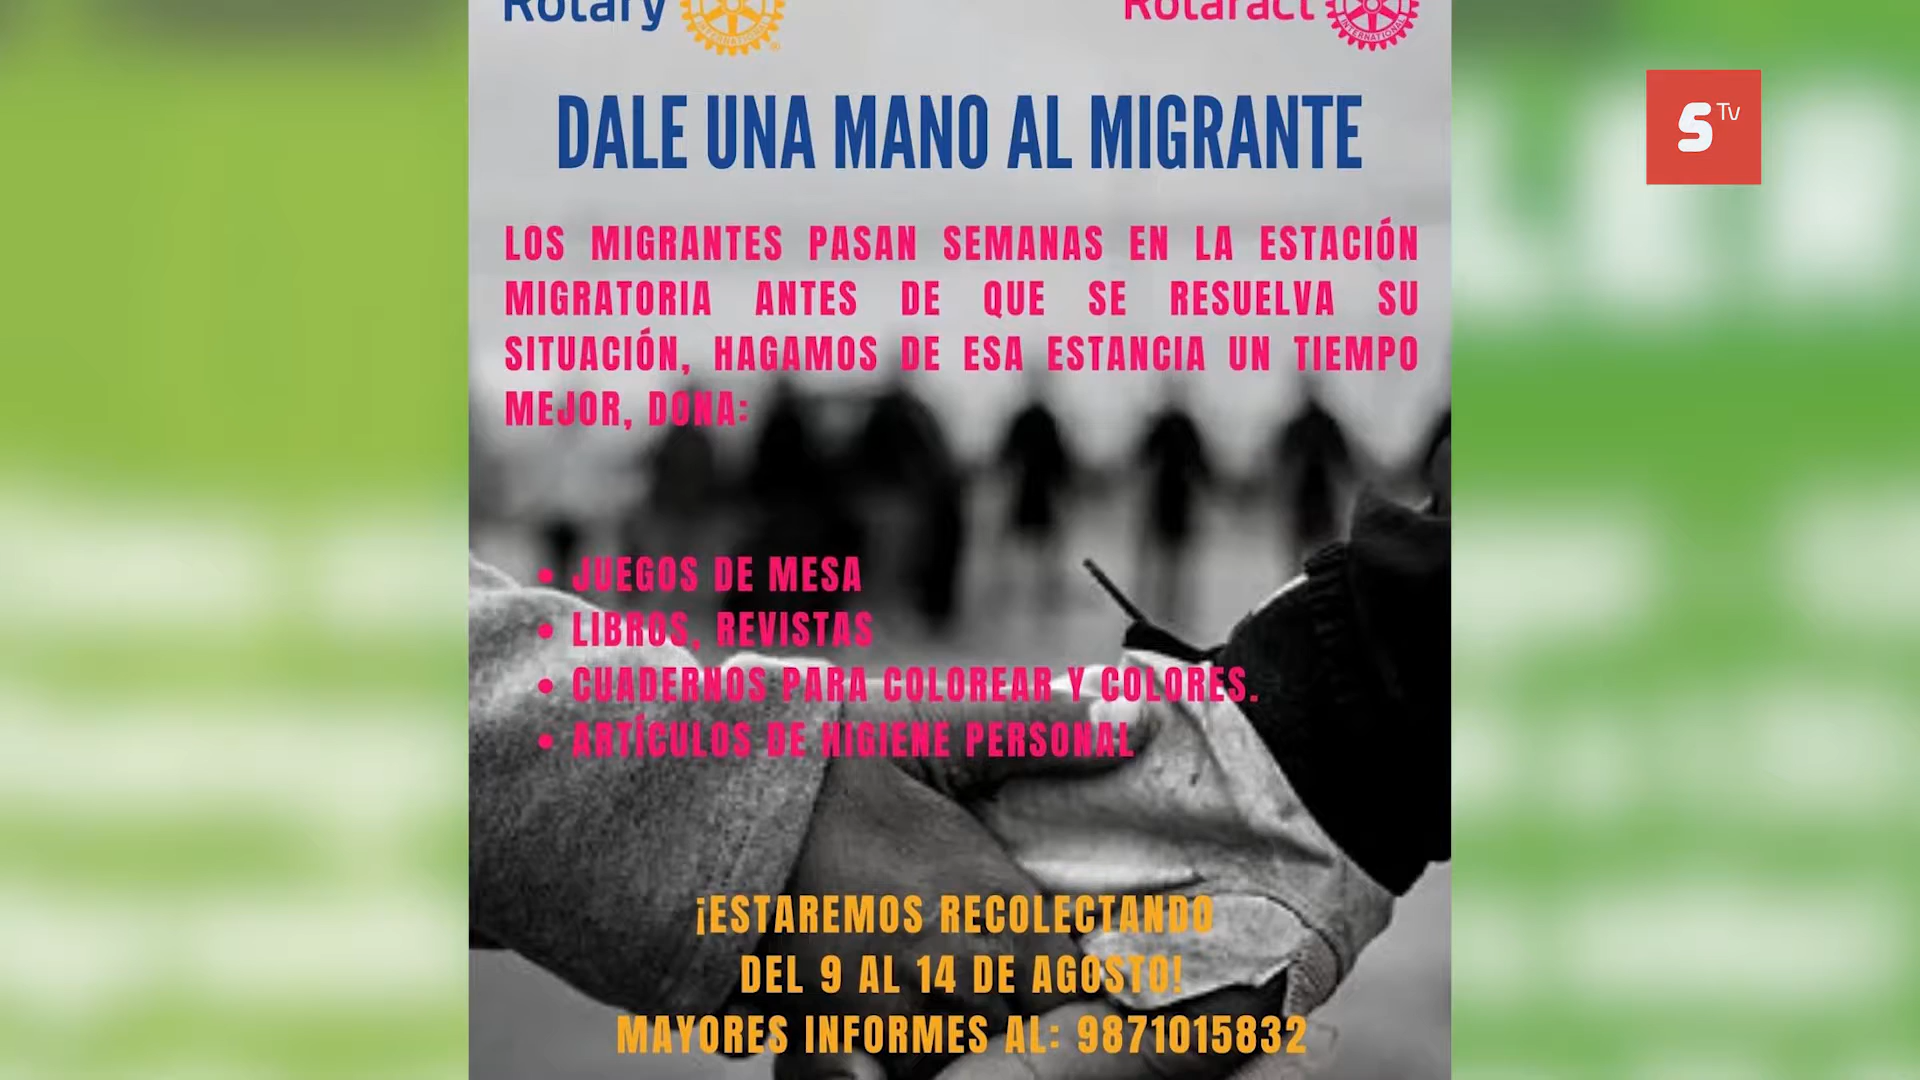 Rotary
INTERNATIONAL
Rotaract
INTERNATIONAL
S TV
DALE UNA MANO AL MIGRANTE
LOS MIGRANTES PASAN SEMANAS EN LA ESTACIÓN
MIGRATORIA ANTES DE QUE SE RESUELVA SU
SITUACIÓN, HAGAMOS DE ESA ESTANCIA UN TIEMPO
MEJOR, DONA:
• JUEGOS DE MESA
• LIBROS, REVISTAS
• CUADERNOS PARA COLOREAR Y COLORES.
• ARTÍCULOS DE HIGIENE PERSONAL
¡ESTAREMOS RECOLECTANDO
DEL 9 AL 14 DE AGOSTO!
MAYORES INFORMES AL: 9871015832